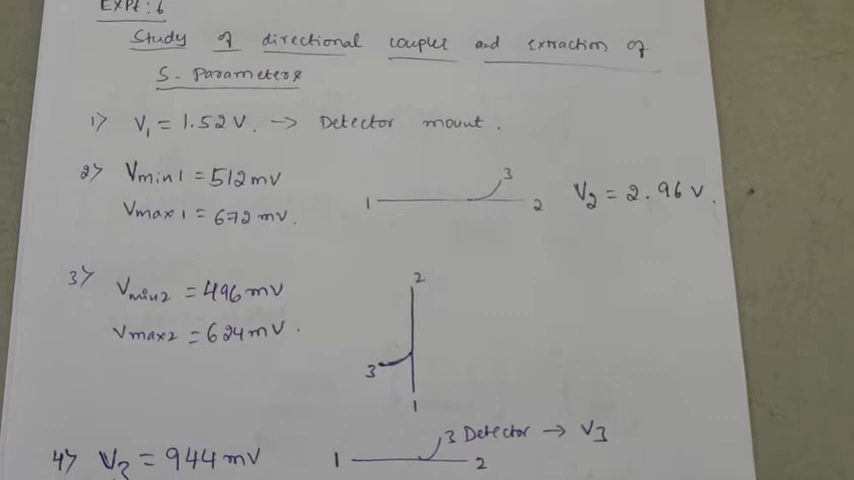 EXPt: 6
Study of directional coupler and extraction of
S-Parameters
1) V1 = 1.52 V. -> Detector mount.
2) Vmin1 = 512 mV
Vmax1 = 672 mV.
1 3 2
V2 = 2.96 V.
3) Vmin2 = 496 mV
Vmax2 = 624 mV.
2
3
1
4) V3 = 944 mV
1 3 Detector -> V3
2